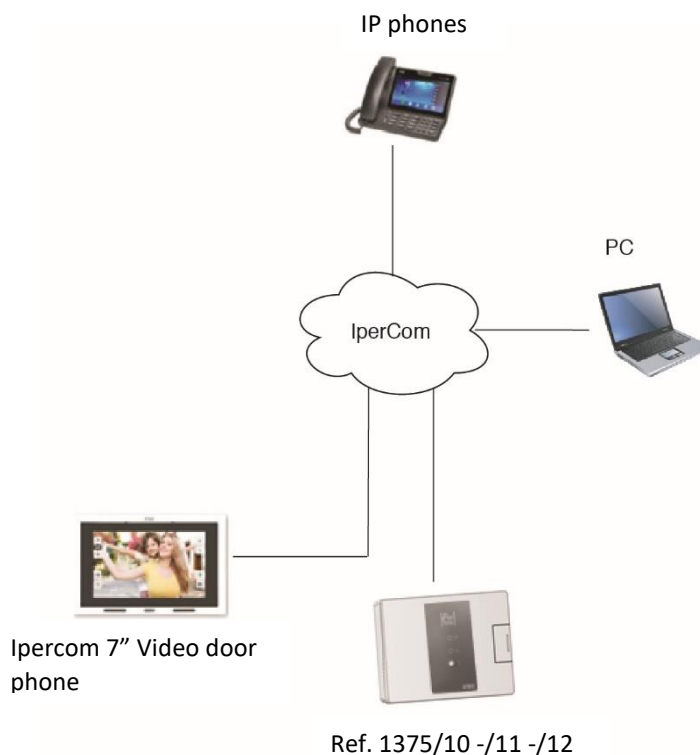 IP phones
PC
IperCom
Ipercom 7” Video door
phone
Ref. 1375/10 -/11 -/12